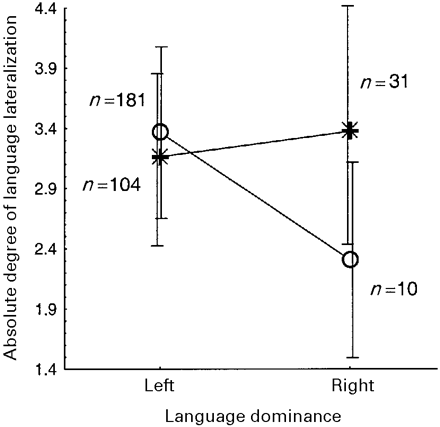 Absolute degree of language lateralization
4.4
3.9
3.4
2.9
2.4
1.9
1.4
n=181
n=104
n=31
n=10
Left
Right
Language dominance